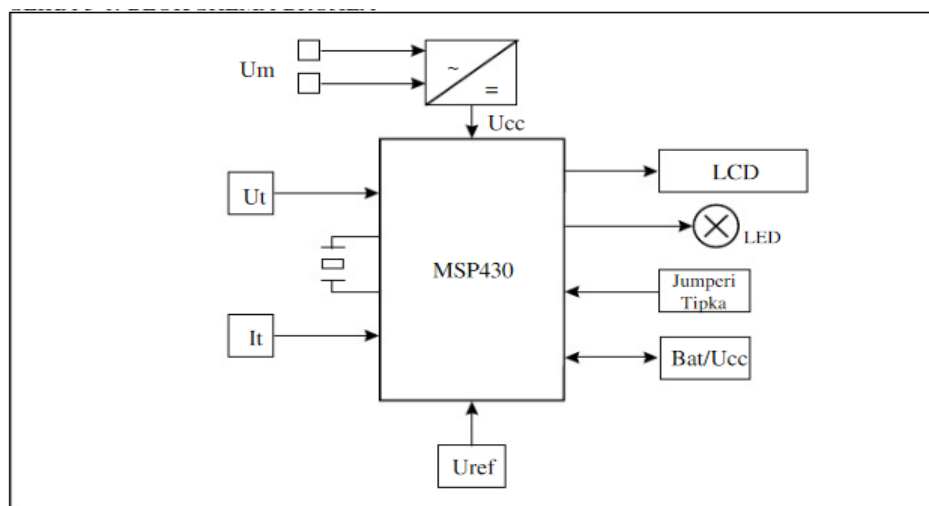 Um
~
=
Ucc
Ut
LCD
LED
MSP430
Jumperi
Tipka
It
Bat/Ucc
Uref